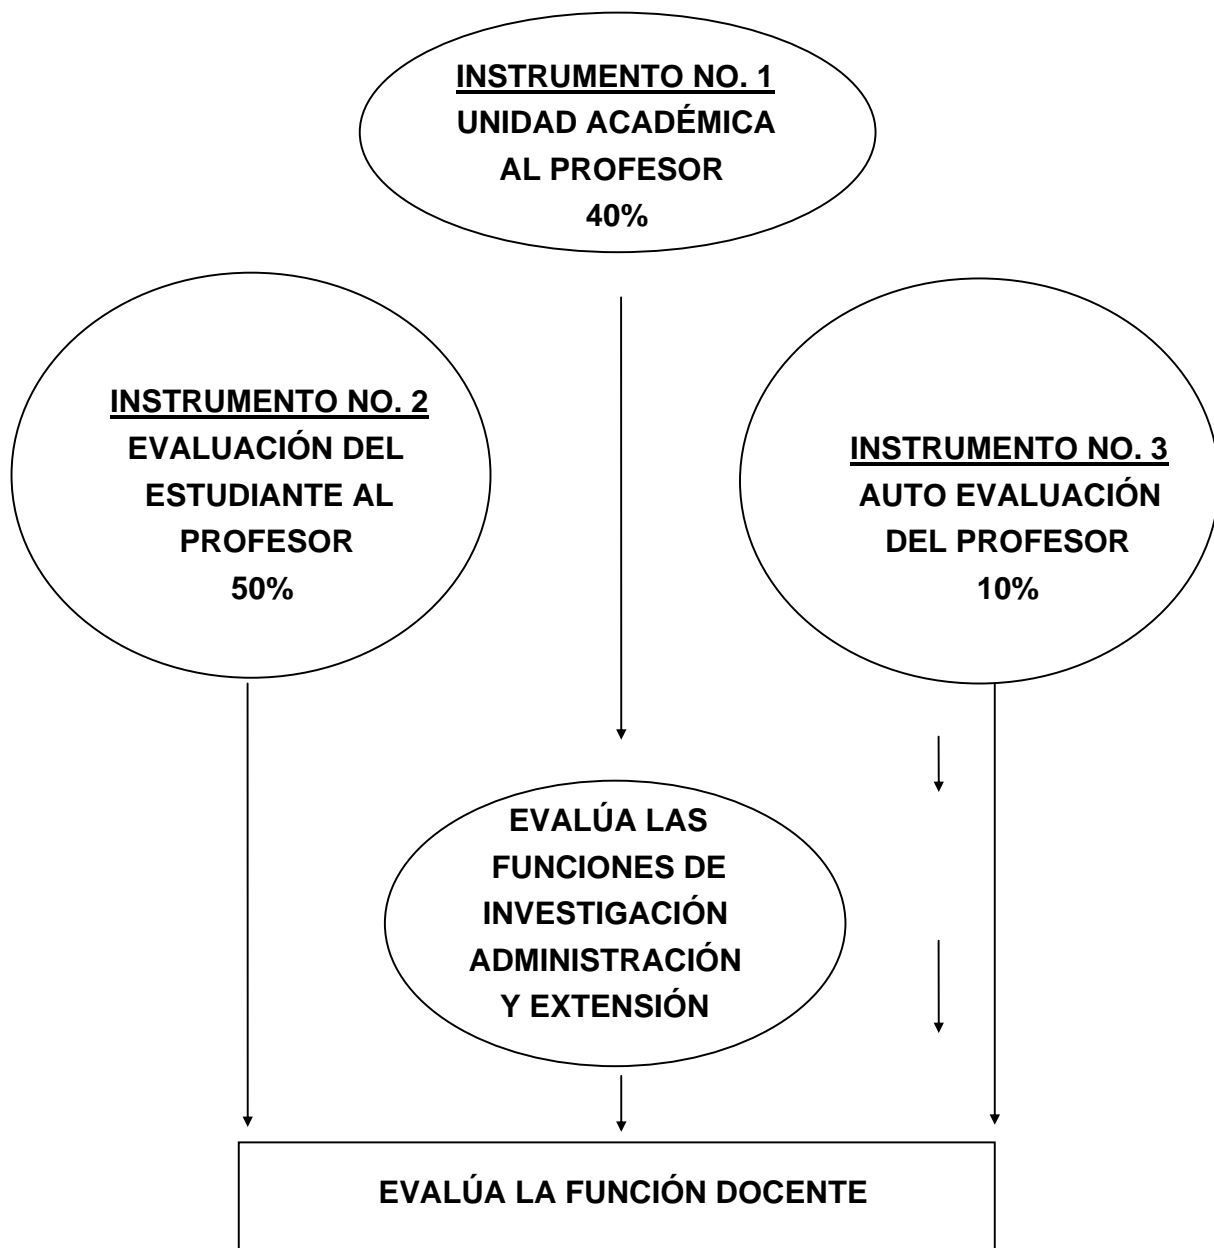 INSTRUMENTO NO. 1
UNIDAD ACADÉMICA
AL PROFESOR
40%
INSTRUMENTO NO. 2
EVALUACIÓN DEL
ESTUDIANTE AL
PROFESOR
50%
INSTRUMENTO NO. 3
AUTO EVALUACIÓN
DEL PROFESOR
10%
EVALÚA LAS
FUNCIONES DE
INVESTIGACIÓN
ADMINISTRACIÓN
Y EXTENSIÓN
EVALÚA LA FUNCIÓN DOCENTE